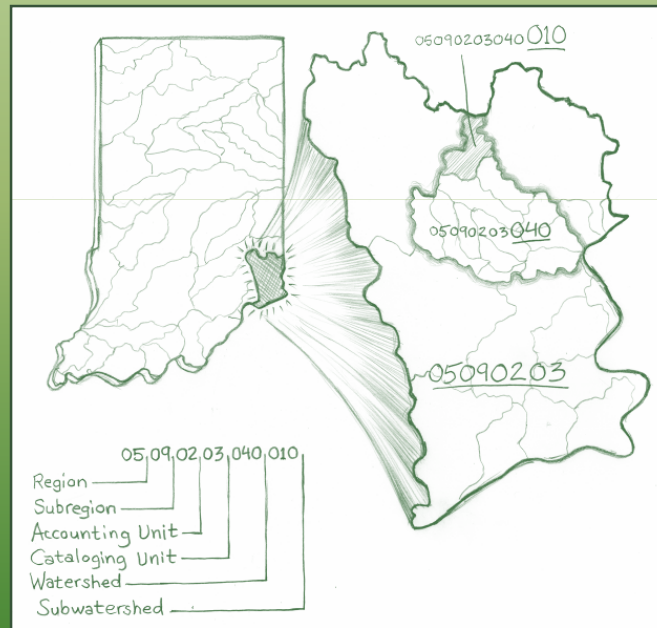 05090203040010
05090203040
05090203
05 09 02 03 040 010
Region
Subregion
Accounting Unit
Cataloging Unit
Watershed
Subwatershed